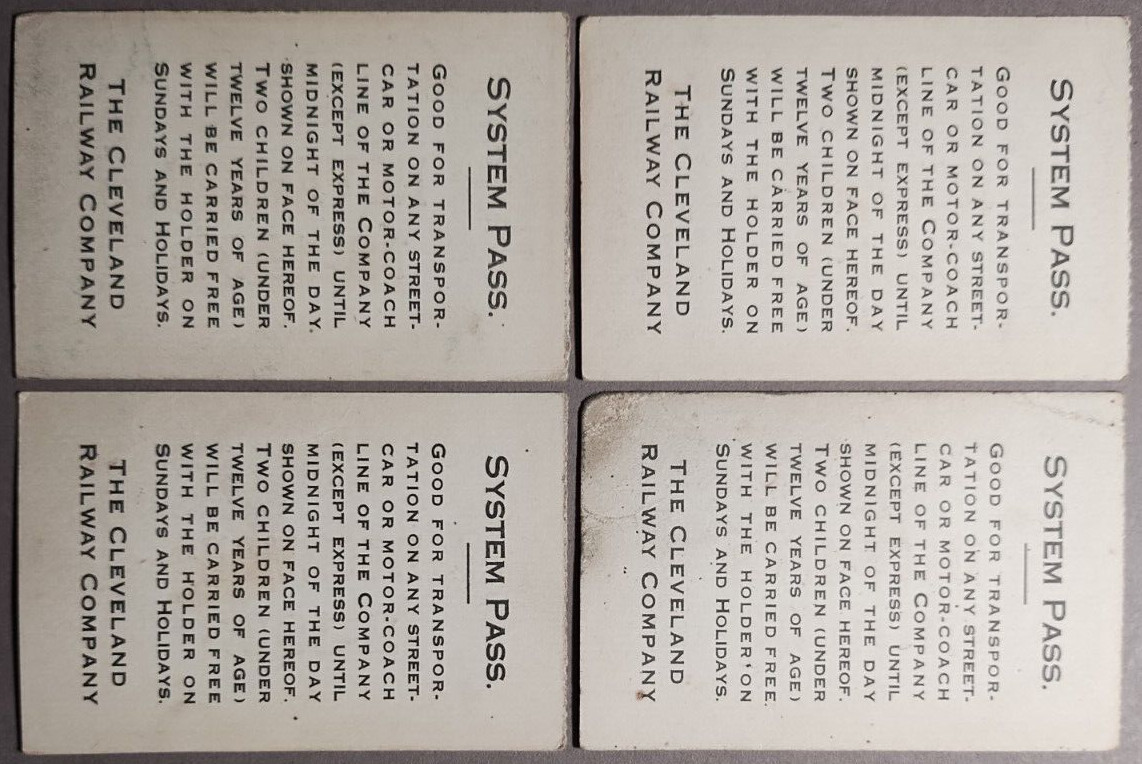 SYSTEM PASS.
GOOD FOR TRANSPOR-
TATION ON ANY STREET-
CAR OR MOTOR-COACH
LINE OF THE COMPANY
(EXCEPT EXPRESS) UNTIL
MIDNIGHT OF THE DAY
SHOWN ON FACE HEREOF.
TWO CHILDREN (UNDER
TWELVE YEARS OF AGE)
WILL BE CARRIED FREE
WITH THE HOLDER ON
SUNDAYS AND HOLIDAYS.
THE CLEVELAND
RAILWAY COMPANY
SYSTEM PASS.
GOOD FOR TRANSPOR-
TATION ON ANY STREET-
CAR OR MOTOR-COACH
LINE OF THE COMPANY
(EXCEPT EXPRESS) UNTIL
MIDNIGHT OF THE DAY
SHOWN ON FACE HEREOF.
TWO CHILDREN (UNDER
TWELVE YEARS OF AGE)
WILL BE CARRIED FREE
WITH THE HOLDER ON
SUNDAYS AND HOLIDAYS.
THE CLEVELAND
RAILWAY COMPANY
SYSTEM PASS.
GOOD FOR TRANSPOR-
TATION ON ANY STREET-
CAR OR MOTOR-COACH
LINE OF THE COMPANY
(EXCEPT EXPRESS) UNTIL
MIDNIGHT OF THE DAY
SHOWN ON FACE HEREOF.
TWO CHILDREN (UNDER
TWELVE YEARS OF AGE)
WILL BE CARRIED FREE
WITH THE HOLDER ON
SUNDAYS AND HOLIDAYS.
THE CLEVELAND
RAILWAY COMPANY
SYSTEM PASS.
GOOD FOR TRANSPOR-
TATION ON ANY STREET-
CAR OR MOTOR-COACH
LINE OF THE COMPANY
(EXCEPT EXPRESS) UNTIL
MIDNIGHT OF THE DAY
SHOWN ON FACE HEREOF.
TWO CHILDREN (UNDER
TWELVE YEARS OF AGE)
WILL BE CARRIED FREE
WITH THE HOLDER ON
SUNDAYS AND HOLIDAYS.
THE CLEVELAND
RAILWAY COMPANY